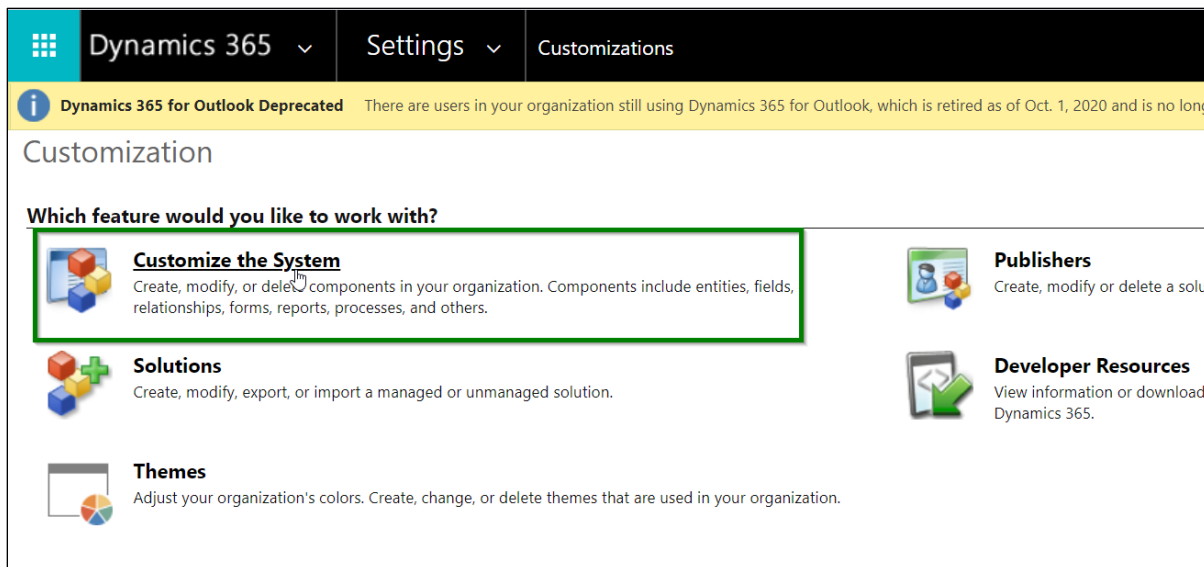 Dynamics 365 Settings Customizations
Dynamics 365 for Outlook Deprecated There are users in your organization still using Dynamics 365 for Outlook, which is retired as of Oct. 1, 2020 and is no
Customization
Which feature would you like to work with?
Customize the System
Create, modify, or delete components in your organization. Components include entities, fields,
relationships, forms, reports, processes, and others.
Publishers
Create, modify or delete a
Solutions
Create, modify, export, or import a managed or unmanaged solution.
Developer Resources
View information or download
Dynamics 365.
Themes
Adjust your organization's colors. Create, change, or delete themes that are used in your organization.